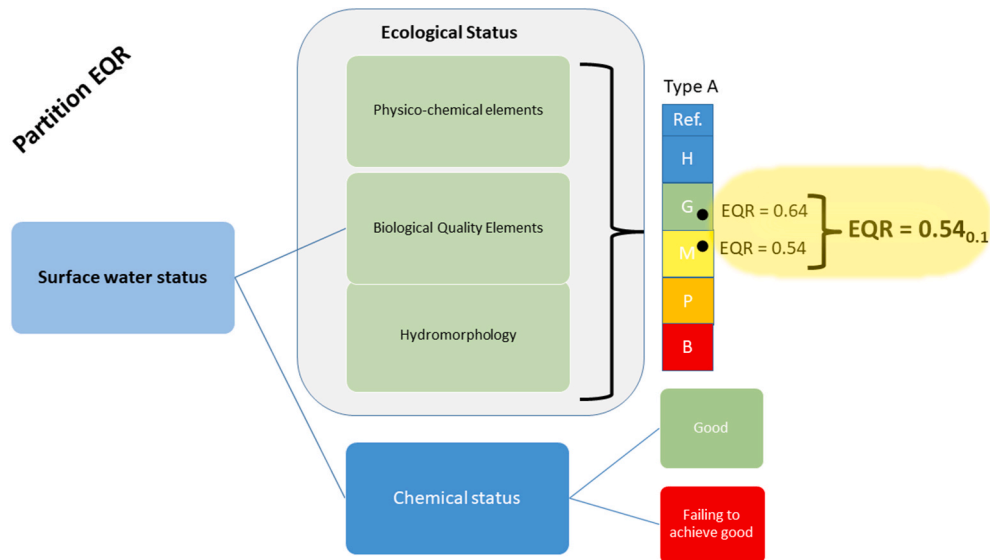 Partition EQR
Ecological Status
Physico-chemical elements
Biological Quality Elements
Hydromorphology
Surface water status
Type A
Ref.
H
G
M
P
B
EQR = 0.64
EQR = 0.54
EQR = 0.54₀.₁
Chemical status
Good
Failing to
achieve good